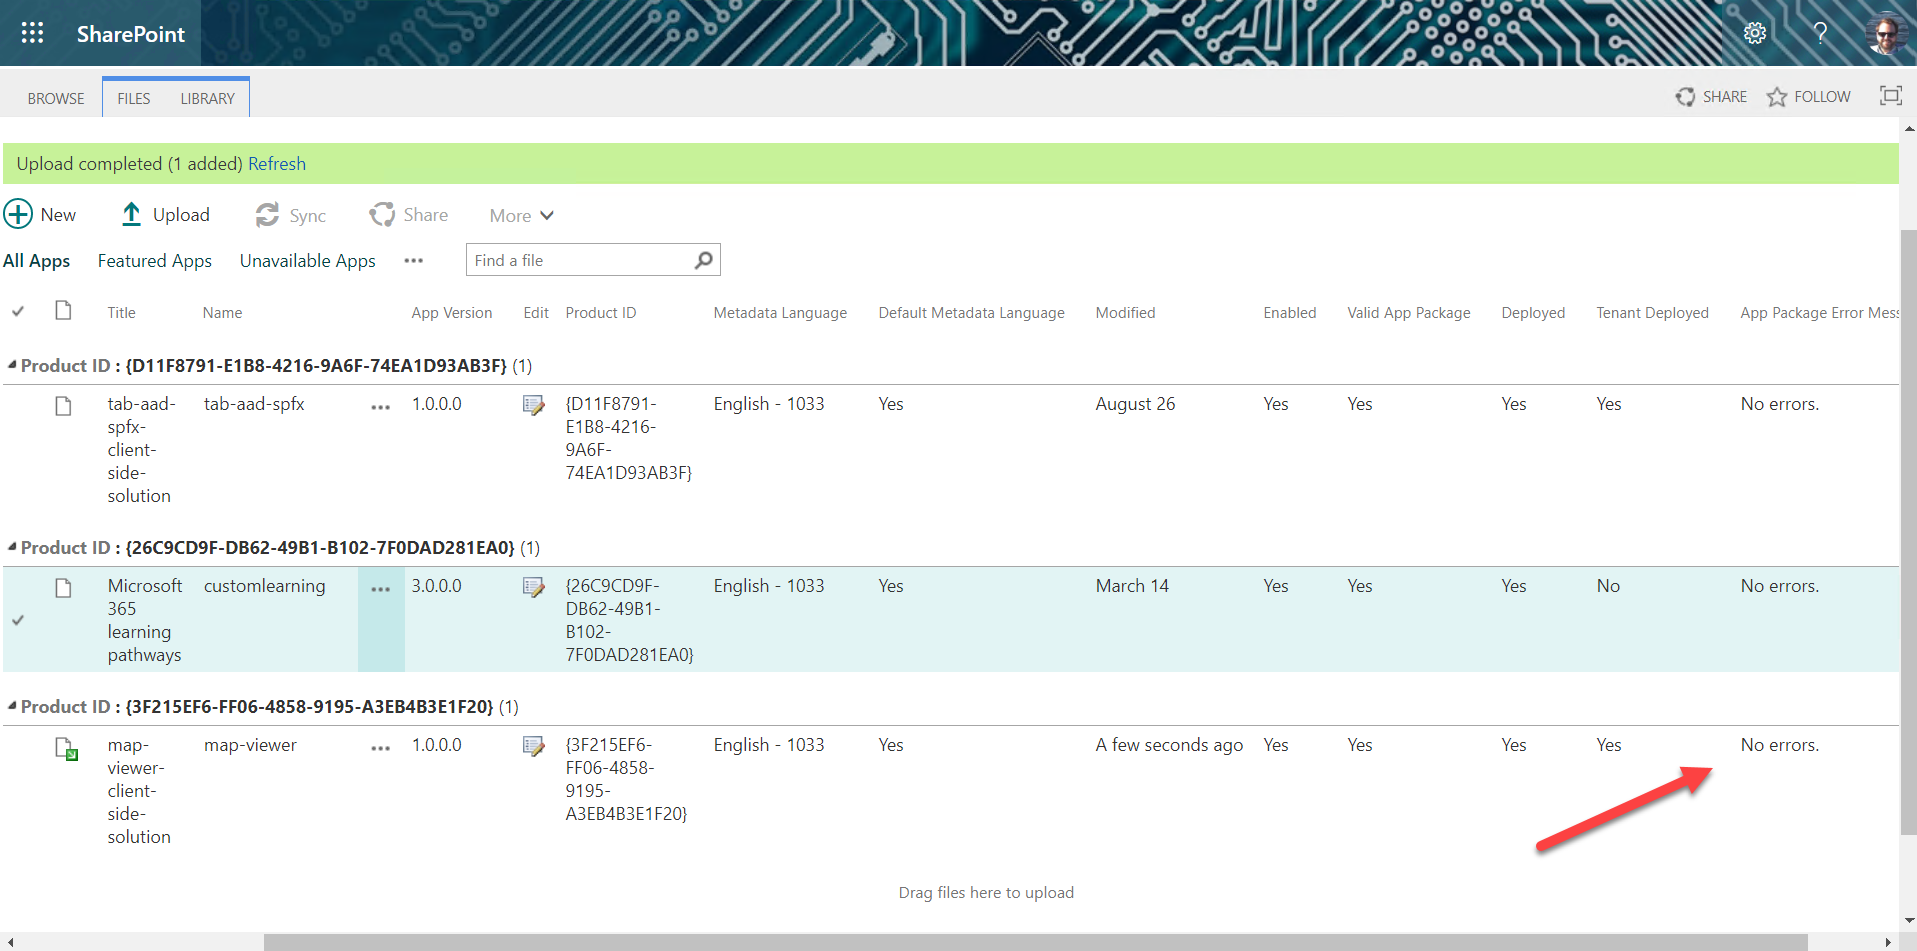 SharePoint
?
BROWSE FILES LIBRARY SHARE FOLLOW
Upload completed (1 added) Refresh
New Upload Sync Share More
All Apps Featured Apps Unavailable Apps ••• Find a file
Title Name App Version Edit Product ID Metadata Language Default Metadata Language Modified Enabled Valid App Package Deployed Tenant Deployed App Package Error Mess
Product ID : {D11F8791-E1B8-4216-9A6F-74EA1D93AB3F} (1)
tab-aad- tab-aad-spfx ••• 1.0.0.0 {D11F8791- English - 1033 Yes August 26 Yes Yes Yes Yes No errors.
spfx- E1B8-4216-
client- 9A6F-
side- 74EA1D93AB3F}
solution
Product ID : {26C9CD9F-DB62-49B1-B102-7F0DAD281EA0} (1)
Microsoft customlearning ••• 3.0.0.0 {26C9CD9F- English - 1033 Yes March 14 Yes Yes Yes No No errors.
365 DB62-49B1-
learning B102-
pathways 7F0DAD281EA0}
Product ID : {3F215EF6-FF06-4858-9195-A3EB4B3E1F20} (1)
map- map-viewer ••• 1.0.0.0 {3F215EF6- English - 1033 Yes A few seconds ago Yes Yes Yes Yes No errors.
viewer- FF06-4858-
client- 9195-
side- A3EB4B3E1F20}
solution
Drag files here to upload